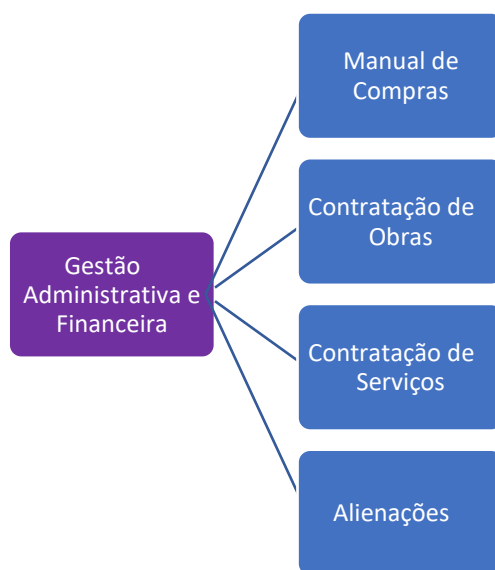 Manual de
Compras
Contratação de
Obras
Gestão
Administrativa e
Financeira
Contratação de
Serviços
Alienações